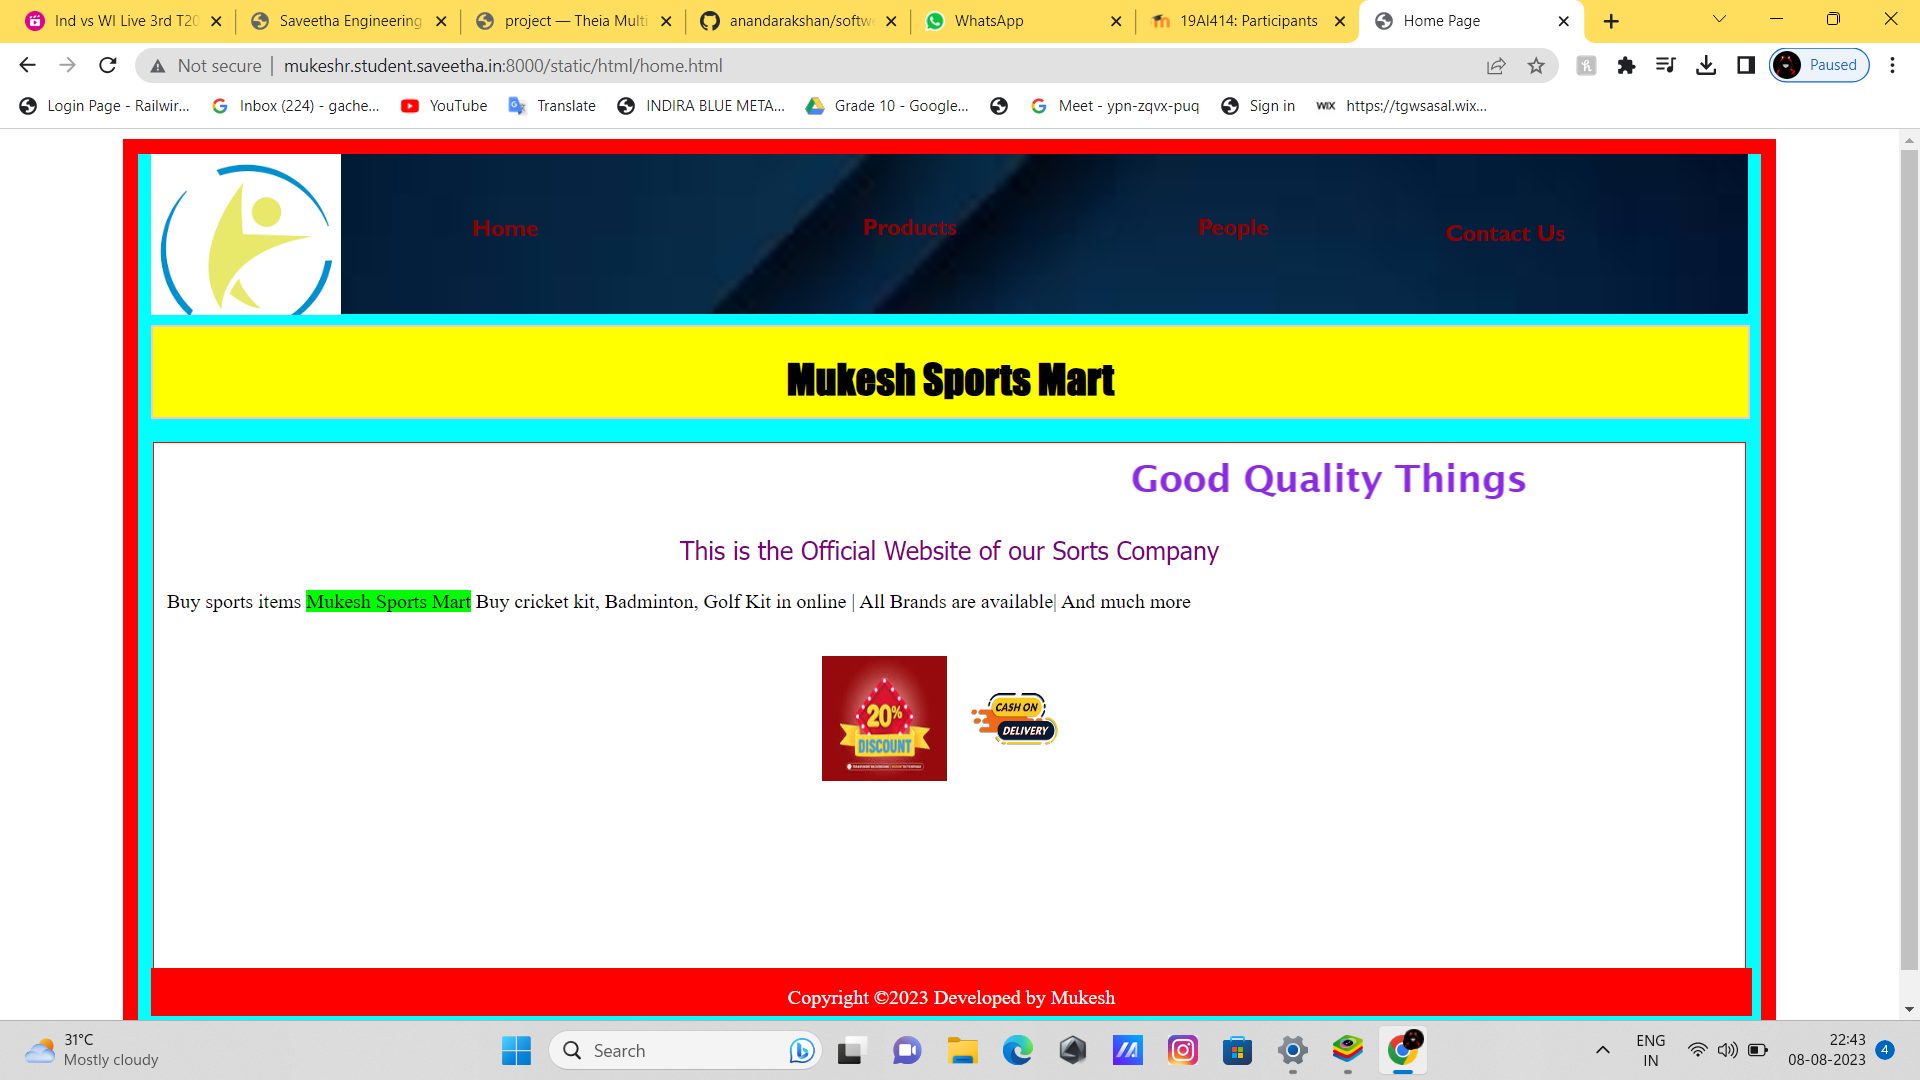 Ind vs WI Live 3rd T20
Saveetha Engineering
project — Theia Multi
anandarakshan/softwe
WhatsApp
19AI414: Participants
Home Page
Not secure
mukeshr.student.saveetha.in:8000/static/html/home.html
Paused
Login Page - Railwir...
Inbox (224) - gache...
YouTube
Translate
INDIRA BLUE META...
Grade 10 - Google...
Meet - ypn-zqvx-puq
Sign in
WIX
https://tgwsasal.wix...
Home
Products
People
Contact Us
Mukesh Sports Mart
Good Quality Things
This is the Official Website of our Sorts Company
Buy sports items Mukesh Sports Mart Buy cricket kit, Badminton, Golf Kit in online | All Brands are available| And much more
20%
DISCOUNT
CASH ON
DELIVERY
Copyright ©2023 Developed by Mukesh
31°C
Mostly cloudy
Search
ENG
IN
22:43
08-08-2023
4